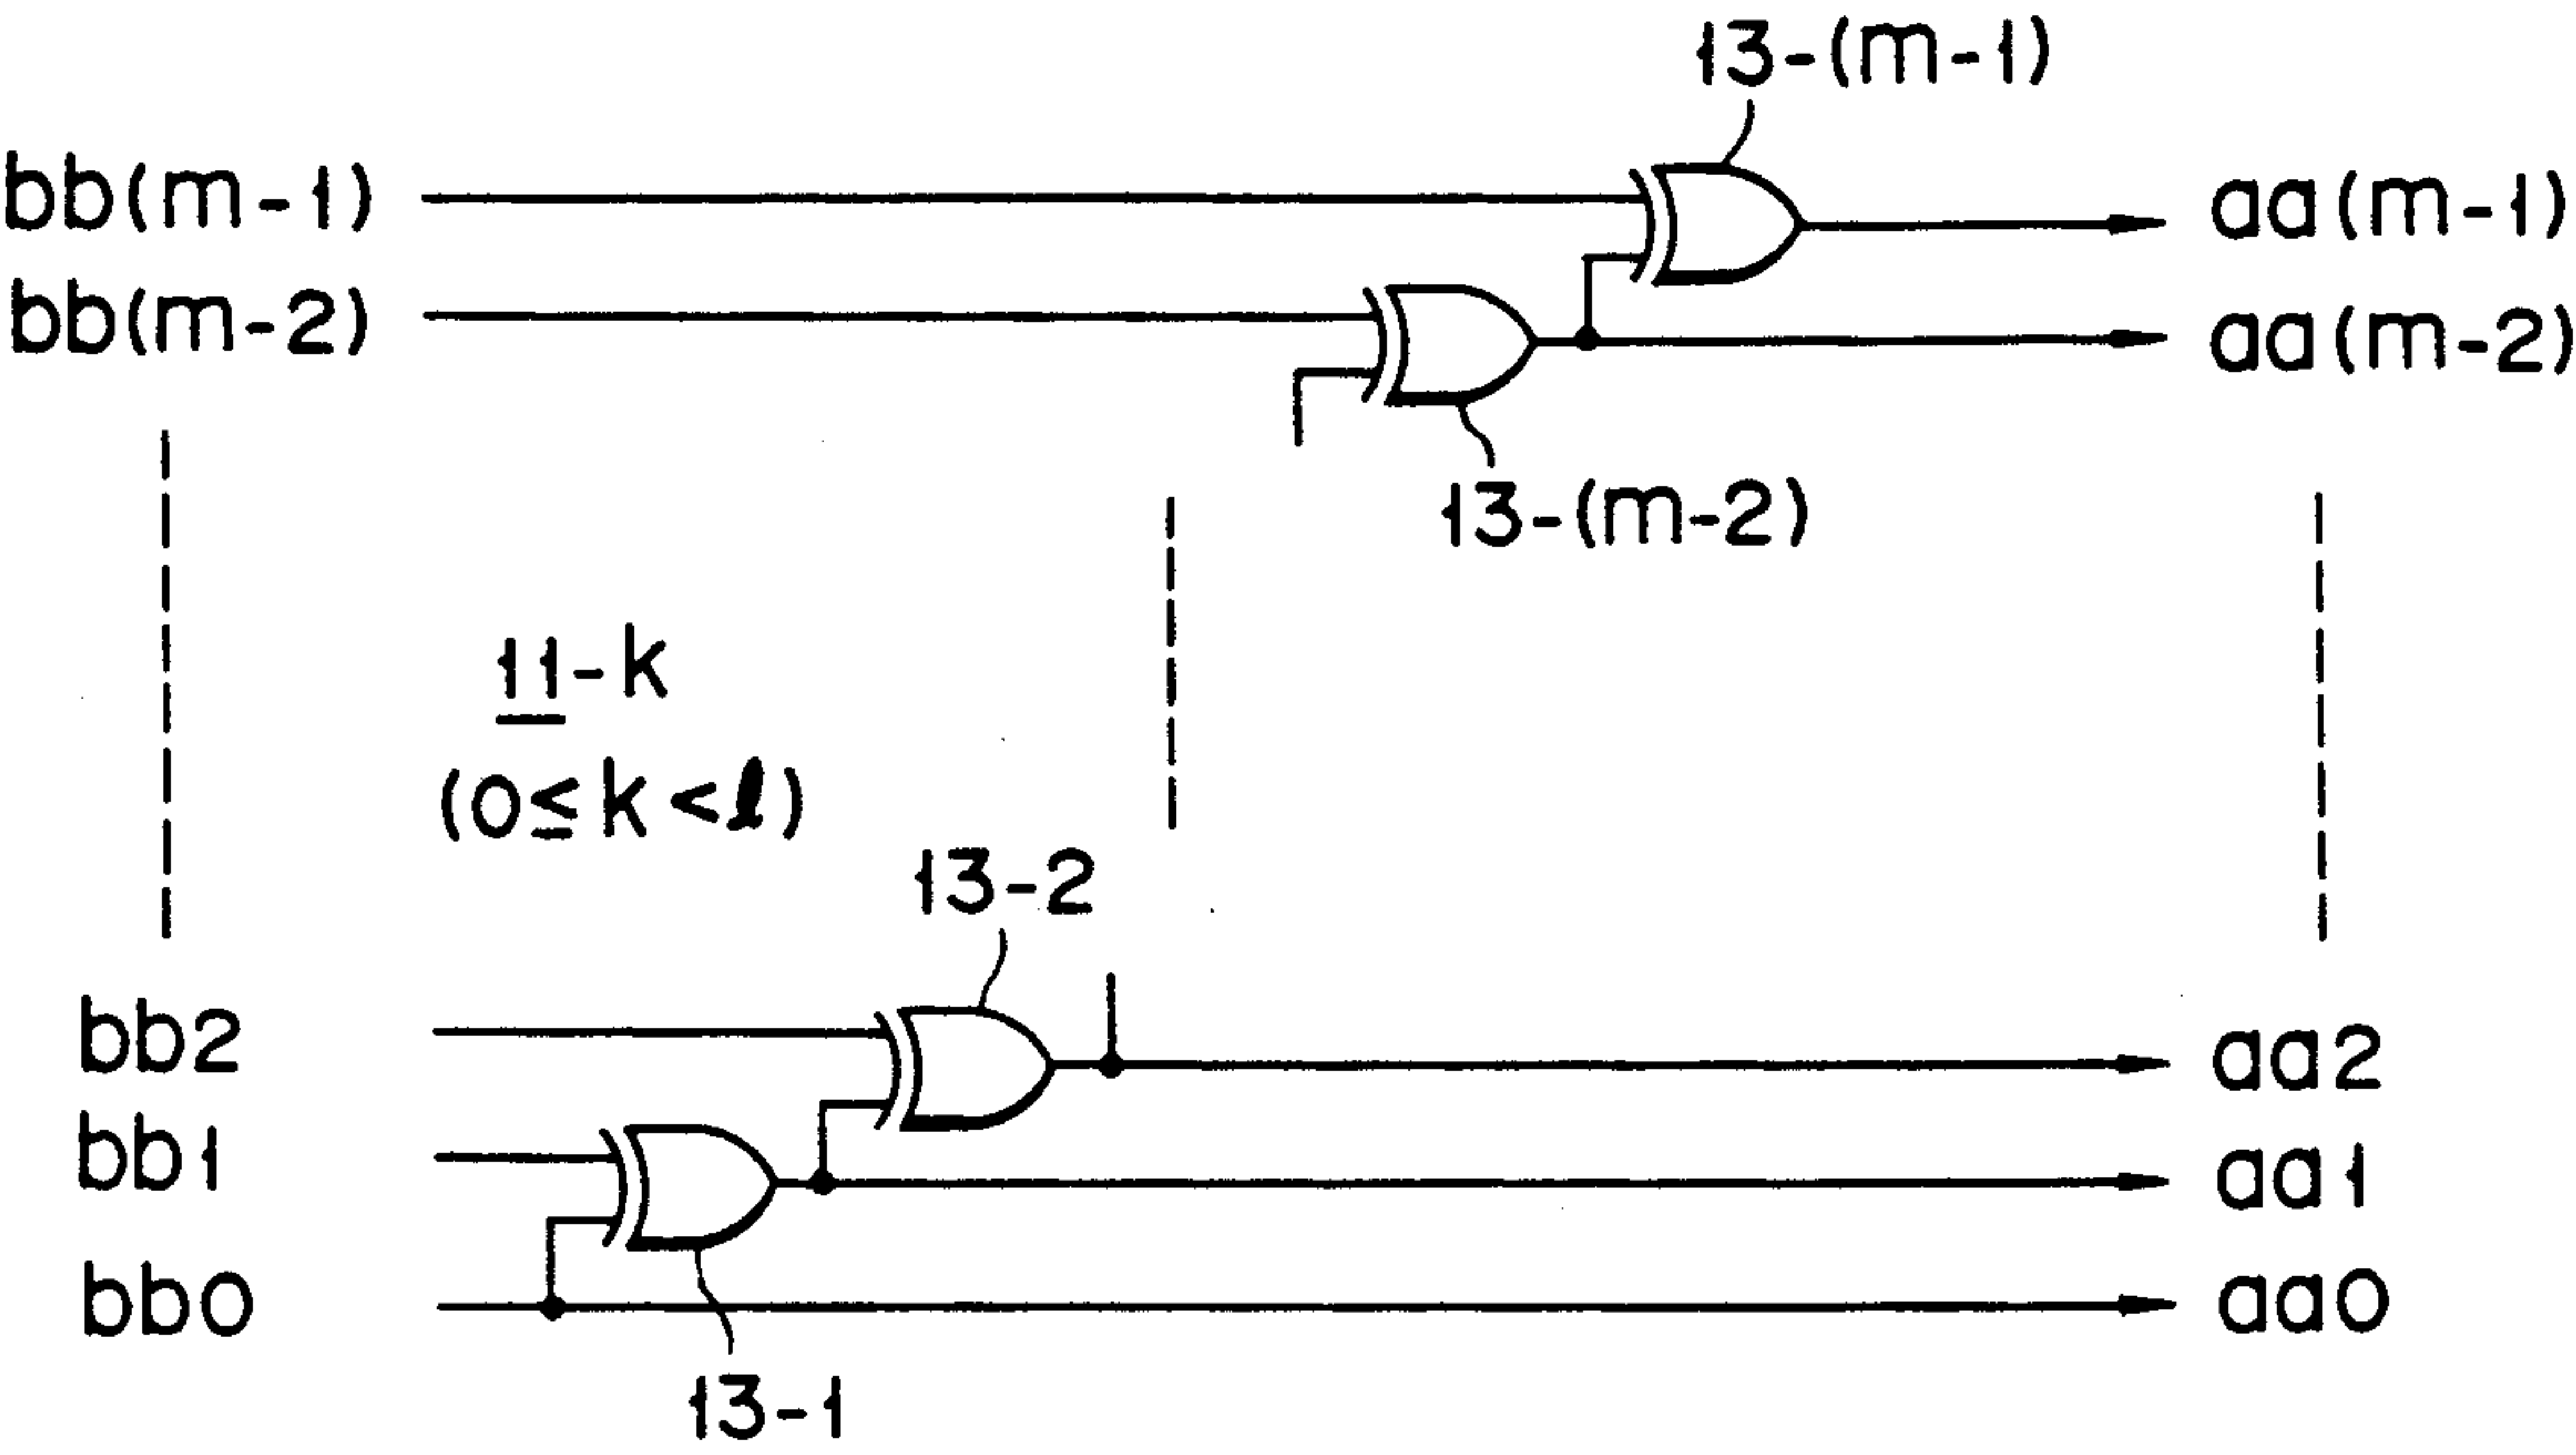 13-(m-1)
bb(m-1)
aa(m-1)
bb(m-2)
aa(m-2)
13-(m-2)
11-k
(0≤k<ℓ)
13-2
bb2
aa2
bb1
aa1
bb0
aa0
13-1